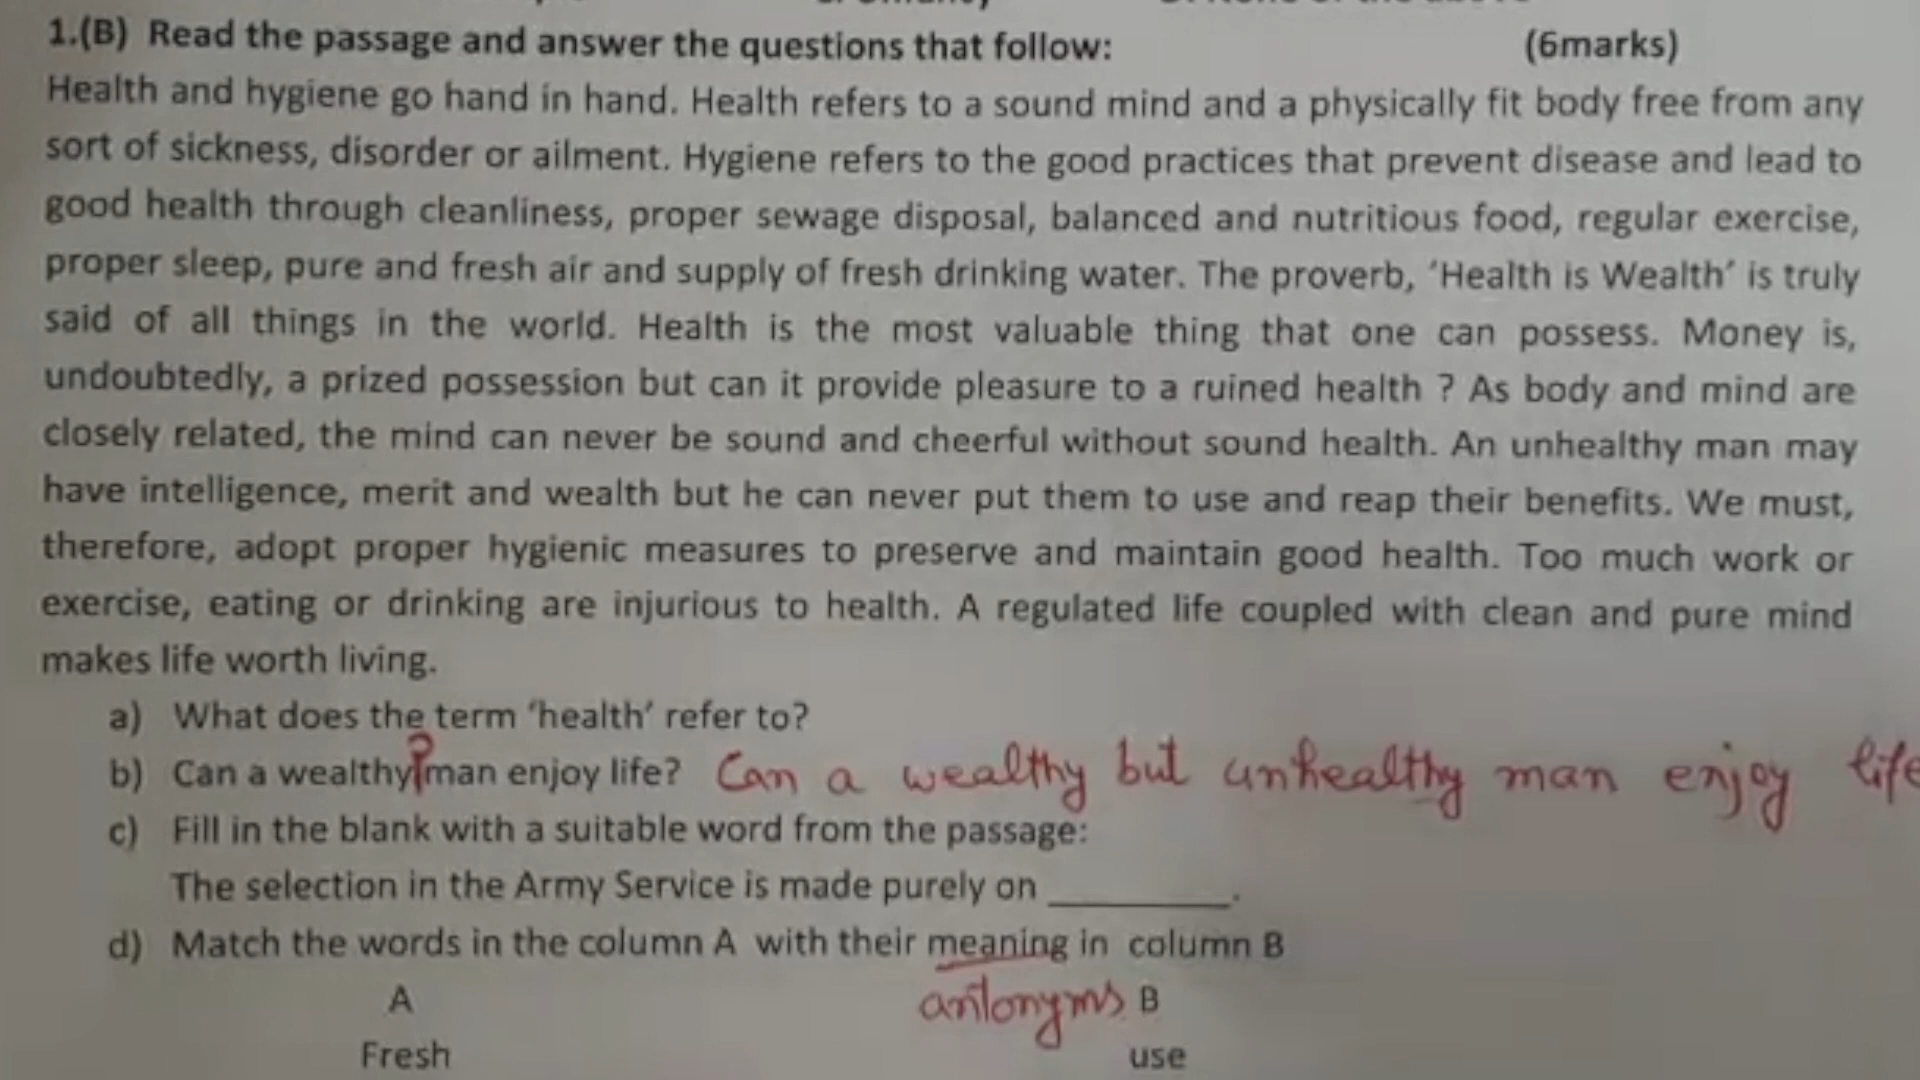 1.(B) Read the passage and answer the questions that follow: (6marks)
Health and hygiene go hand in hand. Health refers to a sound mind and a physically fit body free from any
sort of sickness, disorder or ailment. Hygiene refers to the good practices that prevent disease and lead to
good health through cleanliness, proper sewage disposal, balanced and nutritious food, regular exercise,
proper sleep, pure and fresh air and supply of fresh drinking water. The proverb, ‘Health is Wealth’ is truly
said of all things in the world. Health is the most valuable thing that one can possess. Money is,
undoubtedly, a prized possession but can it provide pleasure to a ruined health ? As body and mind are
closely related, the mind can never be sound and cheerful without sound health. An unhealthy man may
have intelligence, merit and wealth but he can never put them to use and reap their benefits. We must,
therefore, adopt proper hygienic measures to preserve and maintain good health. Too much work or
exercise, eating or drinking are injurious to health. A regulated life coupled with clean and pure mind
makes life worth living.
a) What does the term ‘health’ refer to?
b) Can a wealthy ? man enjoy life? Can a wealthy but unhealthy man enjoy life
c) Fill in the blank with a suitable word from the passage:
The selection in the Army Service is made purely on __________.
d) Match the words in the column A with their meaning in column B
A antonyms B
Fresh use